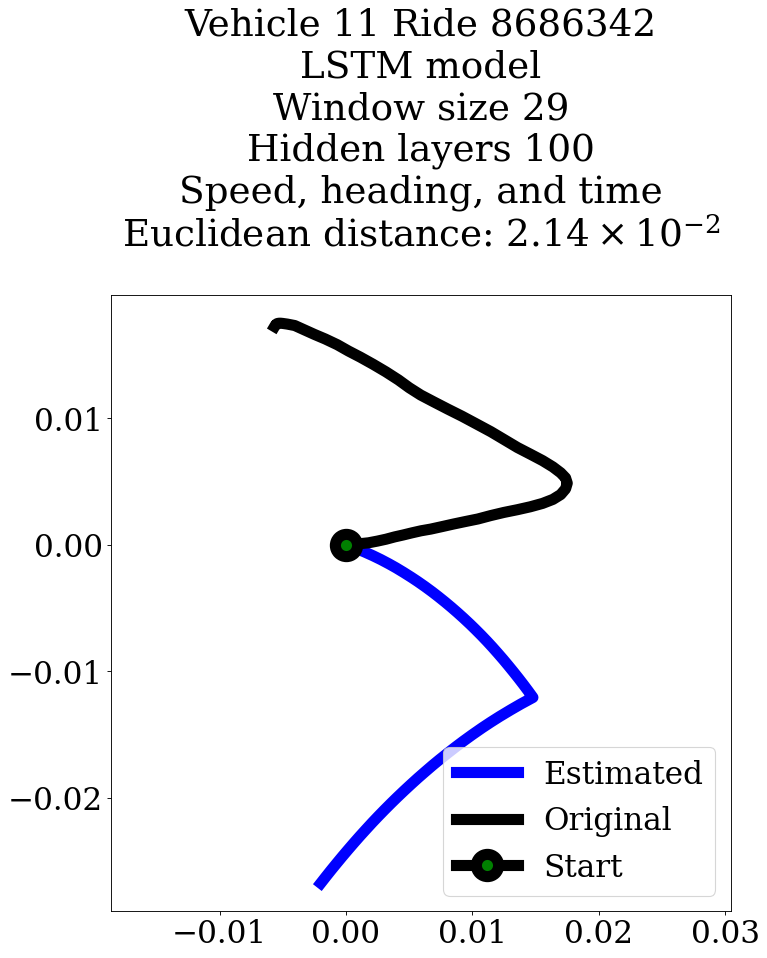 Vehicle 11 Ride 8686342
LSTM model
Window size 29
Hidden layers 100
Speed, heading, and time
Euclidean distance: 2.14 × 10⁻²
0.01
0.00
−0.01
−0.02
Estimated
Original
Start
−0.01 0.00 0.01 0.02 0.03